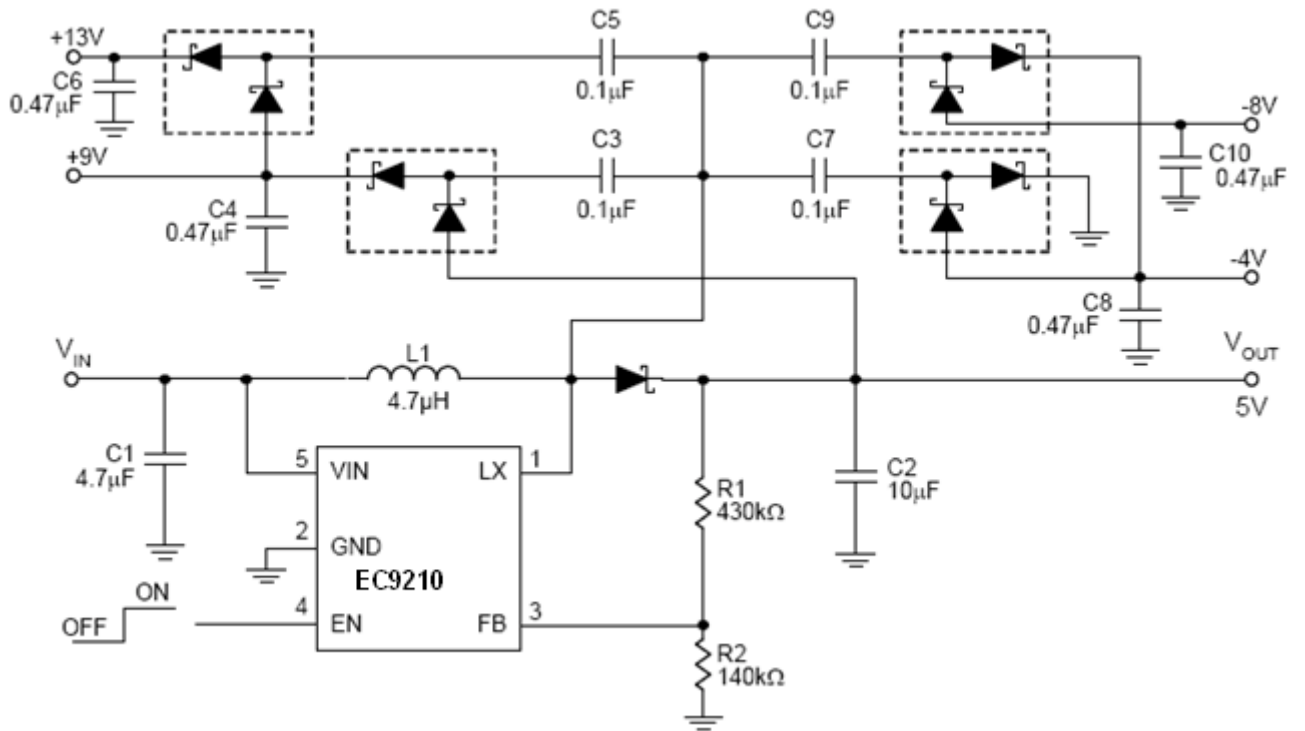 C5
C9
+13V
C6
0.47µF
0.1µF
0.1µF
-8V
+9V
C3
C7
C10
0.47µF
C4
0.47µF
0.1µF
0.1µF
-4V
C8
0.47µF
VIN
L1
4.7µH
VOUT
5V
C1
4.7µF
5
VIN
LX
1
R1
430kΩ
C2
10µF
2
GND
EC9210
ON
OFF
4
EN
FB
3
R2
140kΩ